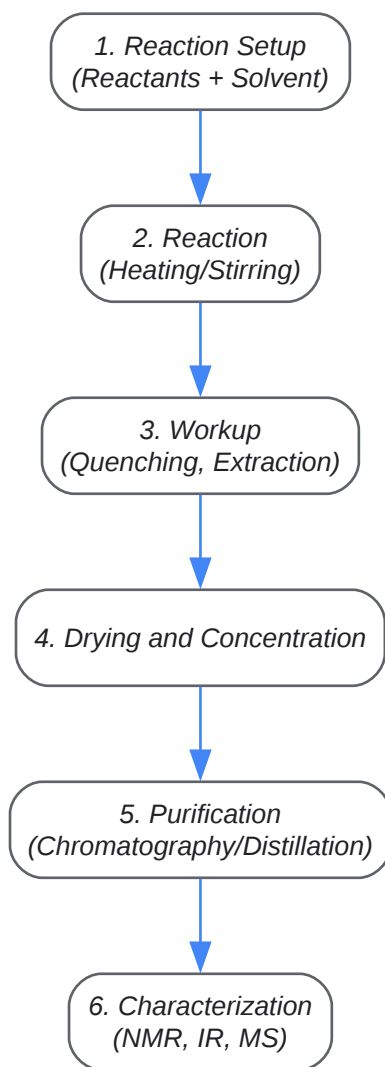 1. Reaction Setup
(Reactants + Solvent)
2. Reaction
(Heating/Stirring)
3. Workup
(Quenching, Extraction)
4. Drying and Concentration
5. Purification
(Chromatography/Distillation)
6. Characterization
(NMR, IR, MS)